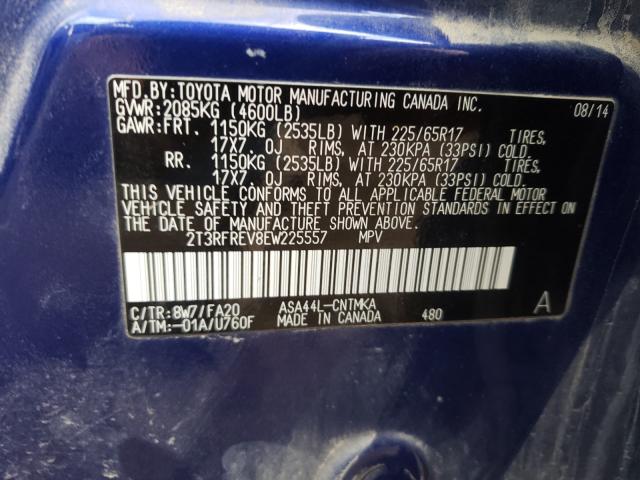 MFD.BY:TOYOTA MOTOR MANUFACTURING CANADA INC. 08/14
GVWR:2085KG (4600LB)
GAWR:FRT. 1150KG (2535LB) WITH 225/65R17 TIRES,
17X7.0J RIMS, AT 230KPA (33PSI) COLD.
RR. 1150KG (2535LB) WITH 225/65R17 TIRES,
17X7.0J RIMS, AT 230KPA (33PSI) COLD.
THIS VEHICLE CONFORMS TO ALL APPLICABLE FEDERAL MOTOR
VEHICLE SAFETY AND THEFT PREVENTION STANDARDS IN EFFECT ON
THE DATE OF MANUFACTURE SHOWN ABOVE.
2T3RFREV8EW225557 MPV
C/TR:8W7/FA20 ASA44L-CNTMKA A
A/TM:-01A/U760F MADE IN CANADA 480